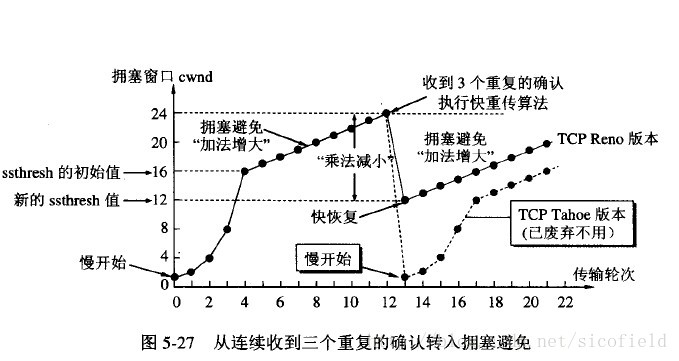 拥塞窗口 cwnd
收到 3 个重复的确认
执行快重传算法
24
20
16
12
8
4
0
ssthresh 的初始值
新的 ssthresh 值
慢开始
拥塞避免
“加法增大”
“乘法减小”
拥塞避免
“加法增大”
TCP Reno 版本
快恢复
TCP Tahoe 版本
(已废弃不用)
慢开始
传输轮次
0 2 4 6 8 10 12 14 16 18 20 22
图 5-27 从连续收到三个重复的确认转入拥塞避免
net/sicofield